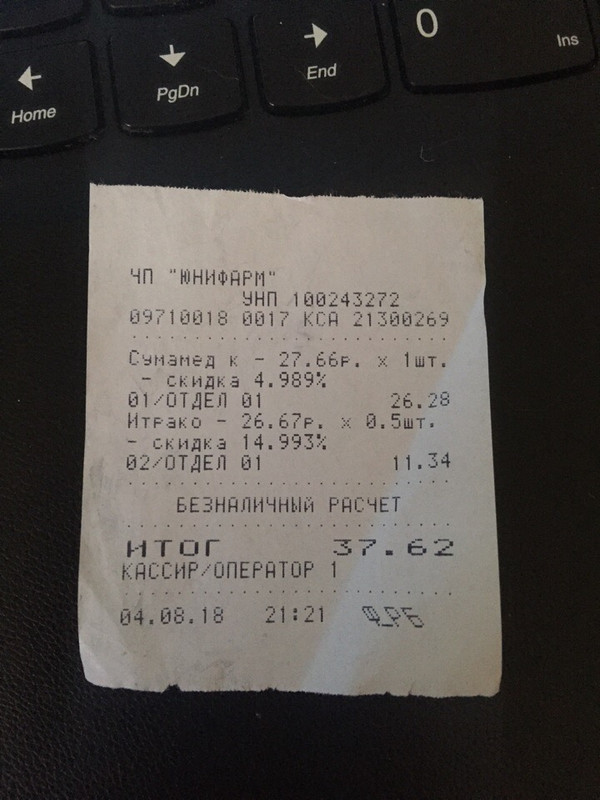 Home
PgDn
End
0
Ins
ЧП "ЮНИФАРМ"
УНП 100243272
09710018 0017 КСА 21300269
Сумамед к - 27.66р. х 1шт.
- скидка 4.989%
01/ОТДЕЛ 01 26.28
Итрако - 26.67р. х 0.5шт.
- скидка 14.993%
02/ОТДЕЛ 01 11.34
БЕЗНАЛИЧНЫЙ РАСЧЕТ
ИТОГ 37.62
КАССИР/ОПЕРАТОР 1
04.08.18 21:21